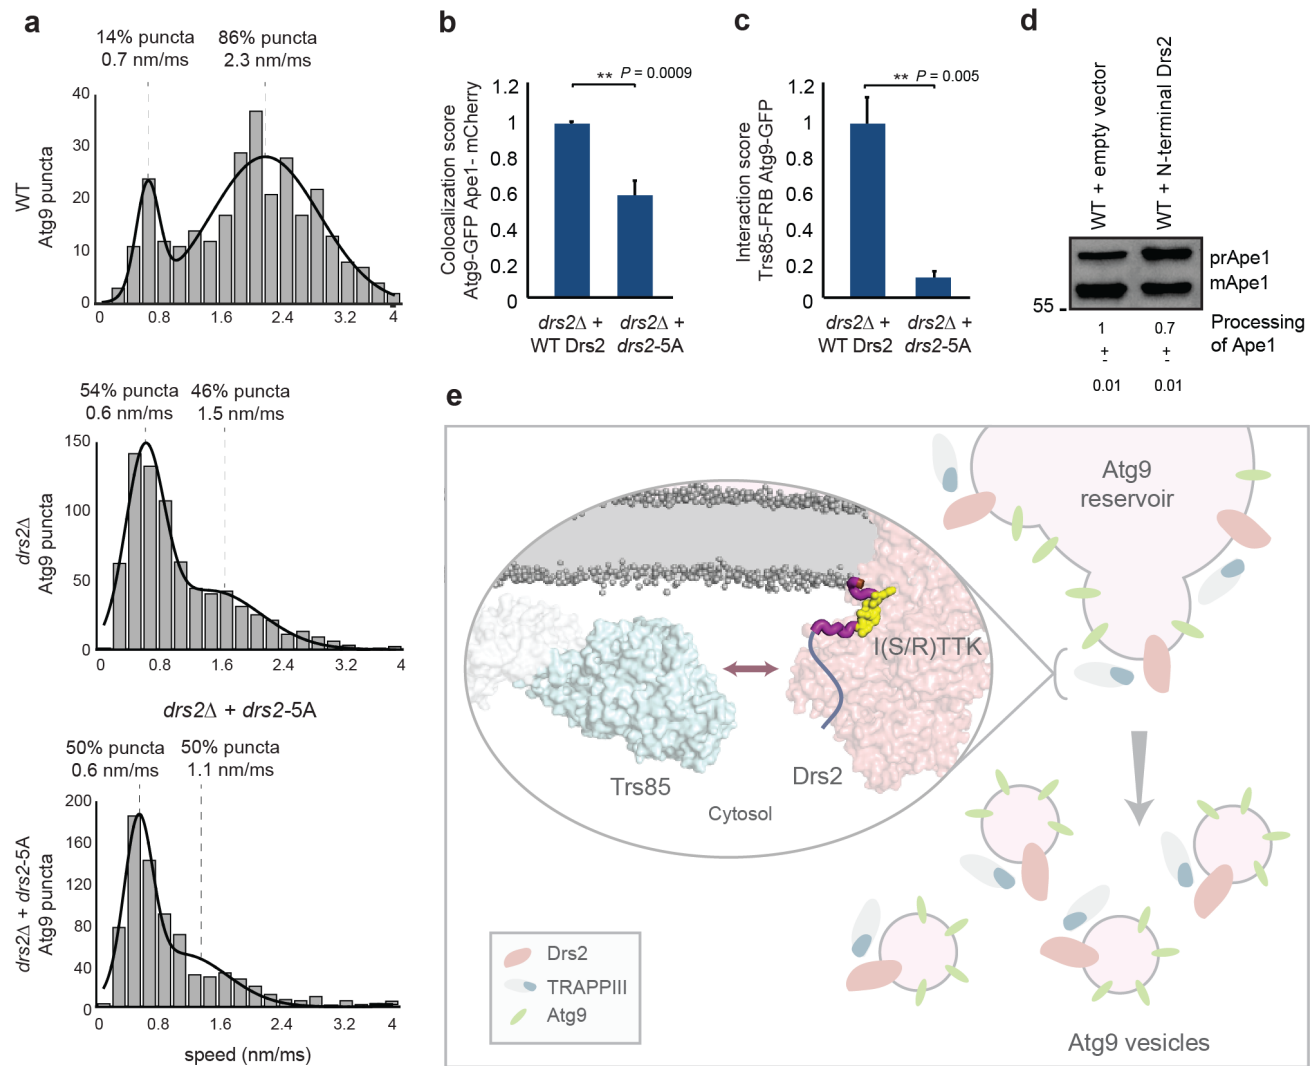 a
14% puncta 86% puncta
0.7 nm/ms 2.3 nm/ms
WT
Atg9 puncta
40
30
20
10
0
0 0.8 1.6 2.4 3.2 4
54% puncta 46% puncta
0.6 nm/ms 1.5 nm/ms
drs2Δ
Atg9 puncta
150
100
50
0
0 0.8 1.6 2.4 3.2 4
drs2Δ + drs2-5A
50% puncta 50% puncta
0.6 nm/ms 1.1 nm/ms
drs2Δ + drs2-5A
Atg9 puncta
200
160
120
80
40
0
0 0.8 1.6 2.4 3.2 4
speed (nm/ms)
b
** P = 0.0009
Colocalization score
Atg9-GFP Ape1- mCherry
1.2
1
0.8
0.6
0.4
0.2
0
drs2Δ + drs2Δ +
WT Drs2 drs2-5A
c
** P = 0.005
Interaction score
Trs85-FRB Atg9-GFP
1.2
1
0.8
0.6
0.4
0.2
0
drs2Δ + drs2Δ +
WT Drs2 drs2-5A
d
WT + empty vector
WT + N-terminal Drs2
prApe1
mApe1
55
1 0.7 Processing
+ + of Ape1
- -
0.01 0.01
e
Atg9
reservoir
I(S/R)TTK
Trs85
Drs2
Cytosol
Drs2
TRAPPIII
Atg9
Atg9 vesicles